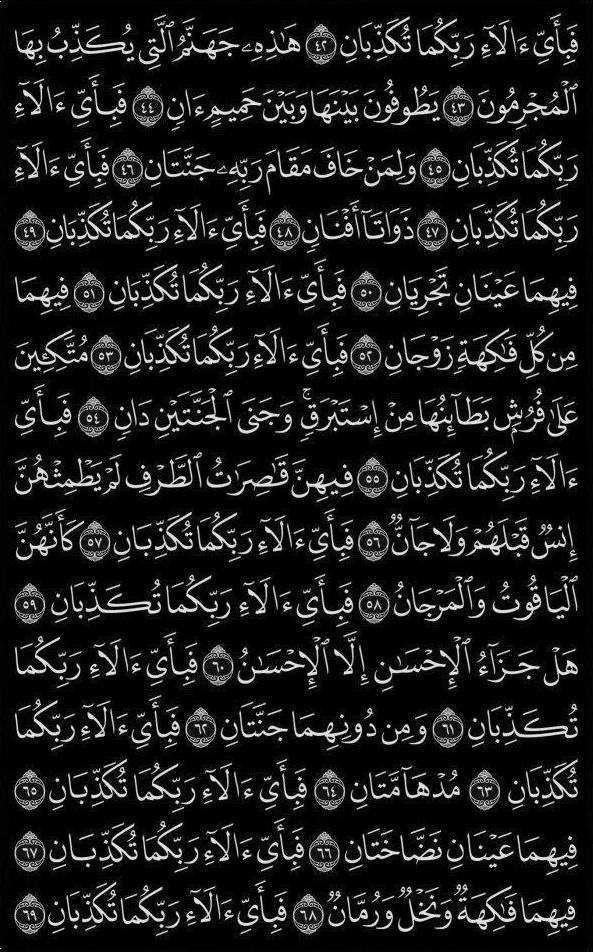 فَبِأَىِّ ءَالَآءِ رَبِّكُمَا تُكَذِّبَانِ ٤٢ هَٰذِهِۦ جَهَنَّمُ ٱلَّتِى يُكَذِّبُ بِهَا
ٱلْمُجْرِمُونَ ٤٣ يَطُوفُونَ بَيْنَهَا وَبَيْنَ حَمِيمٍ ءَانٍ ٤٤ فَبِأَىِّ ءَالَآءِ
رَبِّكُمَا تُكَذِّبَانِ ٤٥ وَلِمَنْ خَافَ مَقَامَ رَبِّهِۦ جَنَّتَانِ ٤٦ فَبِأَىِّ ءَالَآءِ
رَبِّكُمَا تُكَذِّبَانِ ٤٧ ذَوَاتَآ أَفْنَانٍ ٤٨ فَبِأَىِّ ءَالَآءِ رَبِّكُمَا تُكَذِّبَانِ ٤٩
فِيهِمَا عَيْنَانِ تَجْرِيَانِ ٥٠ فَبِأَىِّ ءَالَآءِ رَبِّكُمَا تُكَذِّبَانِ ٥١ فِيهِمَا
مِن كُلِّ فَٰكِهَةٍ زَوْجَانِ ٥٢ فَبِأَىِّ ءَالَآءِ رَبِّكُمَا تُكَذِّبَانِ ٥٣ مُتَّكِـِٔينَ
عَلَىٰ فُرُشٍۭ بَطَآئِنُهَا مِنْ إِسْتَبْرَقٍ ۚ وَجَنَى ٱلْجَنَّتَيْنِ دَانٍ ٥٤ فَبِأَىِّ
ءَالَآءِ رَبِّكُمَا تُكَذِّبَانِ ٥٥ فِيهِنَّ قَٰصِرَٰتُ ٱلطَّرْفِ لَمْ يَطْمِثْهُنَّ
إِنسٌ قَبْلَهُمْ وَلَا جَآنٌّ ٥٦ فَبِأَىِّ ءَالَآءِ رَبِّكُمَا تُكَذِّبَانِ ٥٧ كَأَنَّهُنَّ
ٱلْيَاقُوتُ وَٱلْمَرْجَانُ ٥٨ فَبِأَىِّ ءَالَآءِ رَبِّكُمَا تُكَذِّبَانِ ٥٩
هَلْ جَزَآءُ ٱلْإِحْسَٰنِ إِلَّا ٱلْإِحْسَٰنُ ٦٠ فَبِأَىِّ ءَالَآءِ رَبِّكُمَا
تُكَذِّبَانِ ٦١ وَمِن دُونِهِمَا جَنَّتَانِ ٦٢ فَبِأَىِّ ءَالَآءِ رَبِّكُمَا
تُكَذِّبَانِ ٦٣ مُدْهَآمَّتَانِ ٦٤ فَبِأَىِّ ءَالَآءِ رَبِّكُمَا تُكَذِّبَانِ ٦٥
فِيهِمَا عَيْنَانِ نَضَّاخَتَانِ ٦٦ فَبِأَىِّ ءَالَآءِ رَبِّكُمَا تُكَذِّبَانِ ٦٧
فِيهِمَا فَٰكِهَةٌ وَنَخْلٌ وَرُمَّانٌ ٦٨ فَبِأَىِّ ءَالَآءِ رَبِّكُمَا تُكَذِّبَانِ ٦٩